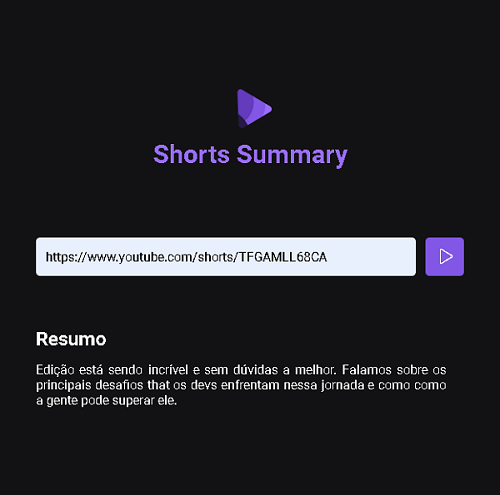 Shorts Summary
https://www.youtube.com/shorts/TFGAMLL68CA
Resumo
Edição está sendo incrível e sem dúvidas a melhor. Falamos sobre os
principais desafios that os devs enfrentam nessa jornada e como como
a gente pode superar ele.